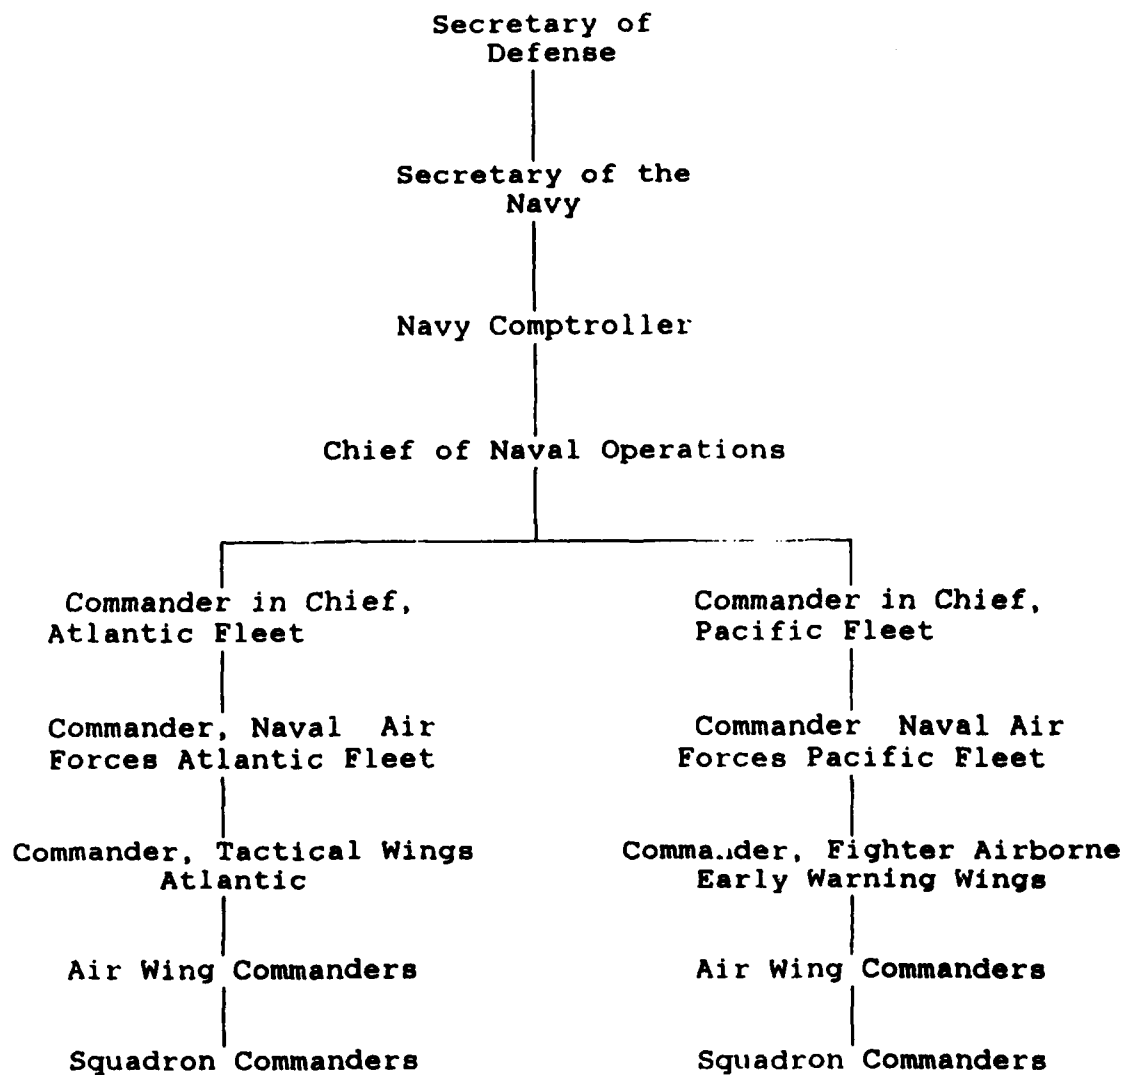 Secretary of
Defense
Secretary of the
Navy
Navy Comptroller
Chief of Naval Operations
Commander in Chief,
Atlantic Fleet
Commander in Chief,
Pacific Fleet
Commander, Naval Air
Forces Atlantic Fleet
Commander Naval Air
Forces Pacific Fleet
Commander, Tactical Wings
Atlantic
Commander, Fighter Airborne
Early Warning Wings
Air Wing Commanders
Air Wing Commanders
Squadron Commanders
Squadron Commanders